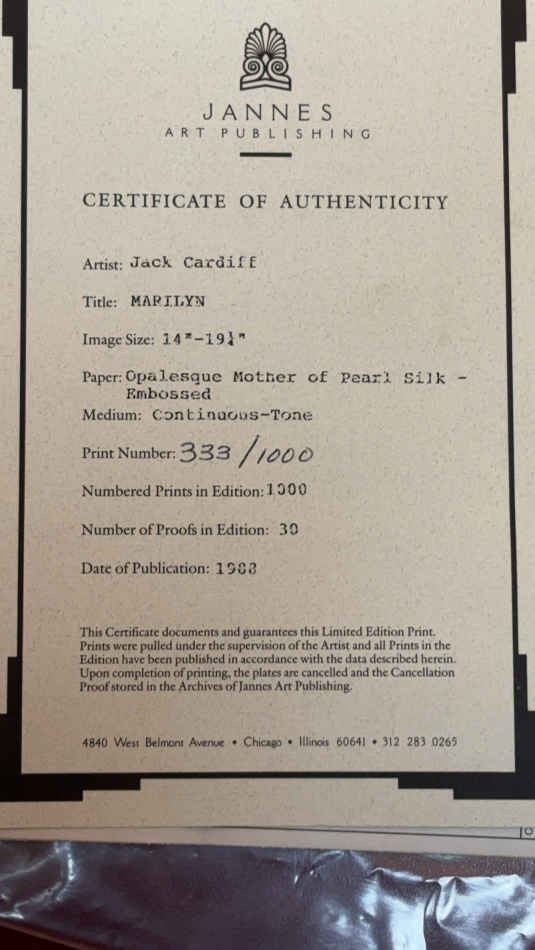 JANNES
ART PUBLISHING
CERTIFICATE OF AUTHENTICITY
Artist: Jack Cardiff
Title: MARILYN
Image Size: 14"-19½"
Paper: Opalesque Mother of Pearl Silk -
Embossed
Medium: Continuous-Tone
Print Number: 333/1000
Numbered Prints in Edition: 1000
Number of Proofs in Edition: 30
Date of Publication:
This Certificate documents and guarantees this Limited Edition Print.
Prints were pulled under the supervision of the Artist and all Prints in the
Edition have been published in accordance with the data described herein.
Upon completion of printing, the plates are cancelled and the Cancellation
Proof stored in the Archives of Jannes Art Publishing.
4840 West Belmont Avenue • Chicago • Illinois 60641 • 312 283 0265